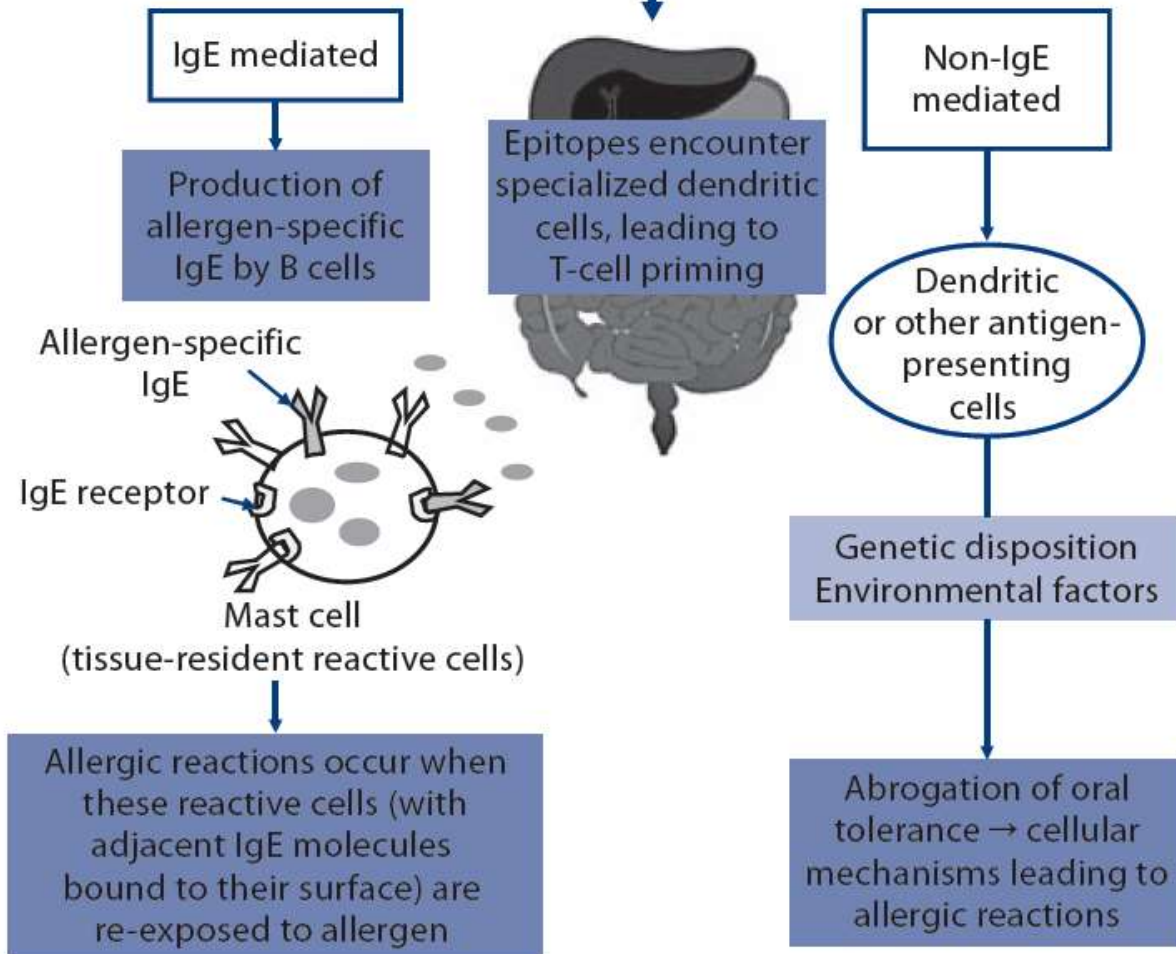 IgE mediated
Production of
allergen-specific
IgE by B cells
Allergen-specific
IgE
IgE receptor
Mast cell
(tissue-resident reactive cells)
Allergic reactions occur when
these reactive cells (with
adjacent IgE molecules
bound to their surface) are
re-exposed to allergen
Epitopes encounter
specialized dendritic
cells, leading to
T-cell priming
Non-IgE
mediated
Dendritic
or other antigen-
presenting
cells
Genetic disposition
Environmental factors
Abrogation of oral
tolerance → cellular
mechanisms leading to
allergic reactions